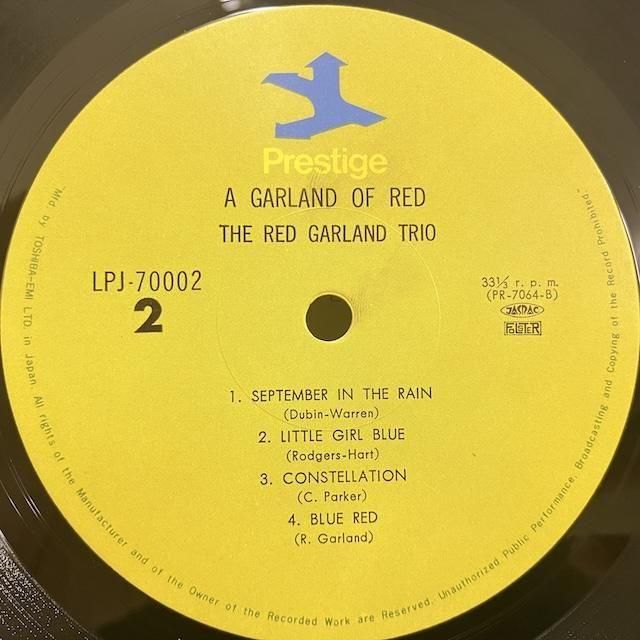 Prestige
A GARLAND OF RED
THE RED GARLAND TRIO
LPJ-70002
2
33⅓ r. p. m.
(PR-7064-B)
JASRAC
1. SEPTEMBER IN THE RAIN
(Dubin-Warren)
2. LITTLE GIRL BLUE
(Rodgers-Hart)
3. CONSTELLATION
(C. Parker)
4. BLUE RED
(R. Garland)
"Mfd. by TOSHIBA-EMI LTD. in Japan. All rights of the Manufacturer and of the Owner of the Recorded Work are Reserved. Unauthorized Public Performance, Broadcasting and Copying of the Record Prohibited."